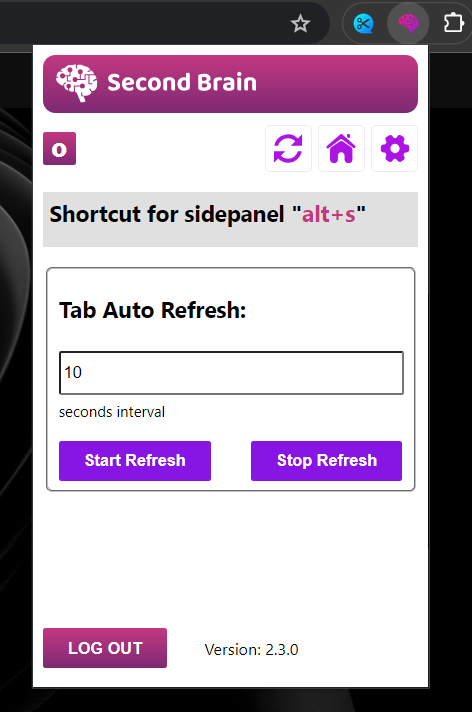 Second Brain
o
Shortcut for sidepanel "alt+s"
Tab Auto Refresh:
10
seconds interval
Start Refresh
Stop Refresh
LOG OUT
Version: 2.3.0